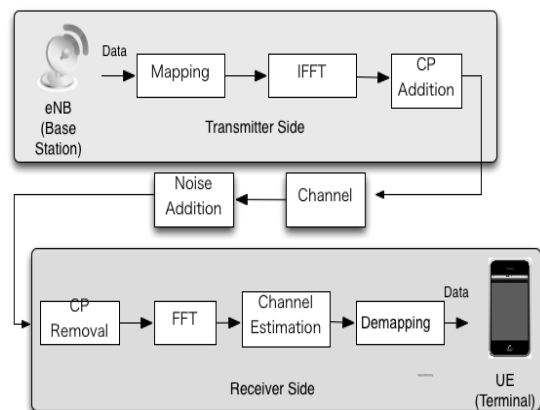 Data
Mapping
IFFT
CP
Addition
eNB
(Base
Station)
Transmitter Side
Noise
Addition
Channel
CP
Removal
FFT
Channel
Estimation
Demapping
Data
UE
(Terminal)
Receiver Side